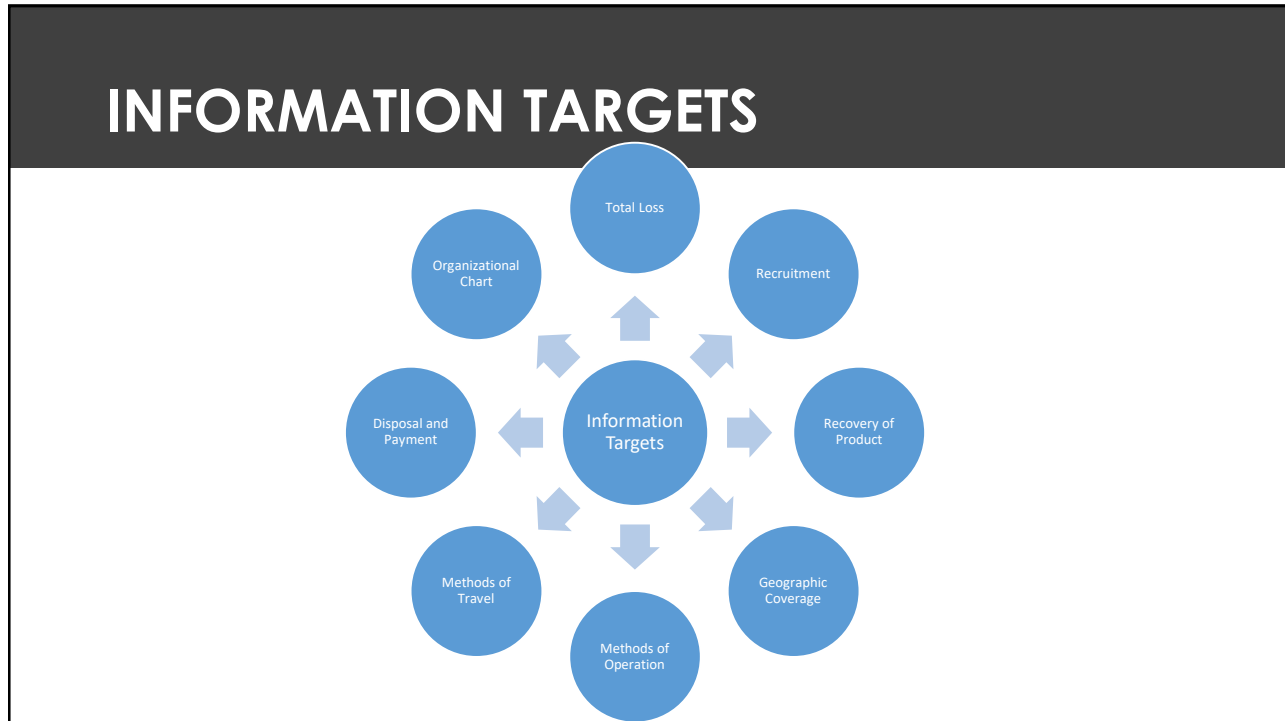 INFORMATION TARGETS
Total Loss
Organizational
Chart
Recruitment
Disposal and
Payment
Information
Targets
Recovery of
Product
Methods of
Travel
Geographic
Coverage
Methods of
Operation